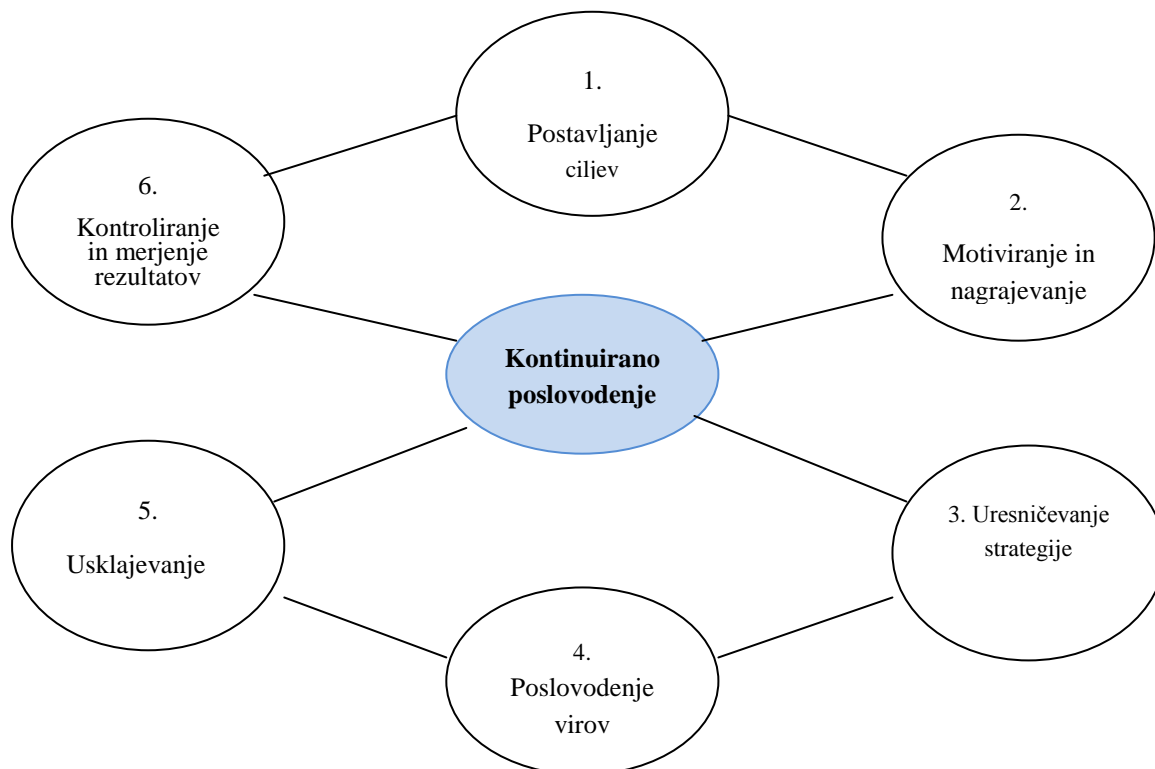 1.
Postavljanje
ciljev
2.
Motiviranje in
nagrajevanje
3. Uresničevanje
strategije
4.
Poslovodenje
virov
5.
Usklajevanje
6.
Kontroliranje
in merjenje
rezultatov
Kontinuirano
poslovodenje